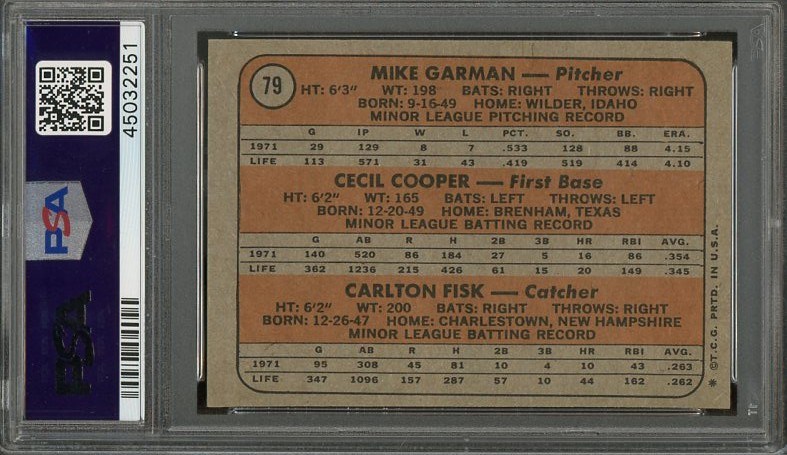 79
MIKE GARMAN — Pitcher
HT: 6'3" WT: 198 BATS: RIGHT THROWS: RIGHT
BORN: 9-16-49 HOME: WILDER, IDAHO
MINOR LEAGUE PITCHING RECORD
G IP W L PCT. SO. BB. ERA.
1971 29 129 8 7 .533 128 88 4.15
LIFE 113 571 31 43 .419 519 414 4.10
CECIL COOPER — First Base
HT: 6'2" WT: 165 BATS: LEFT THROWS: LEFT
BORN: 12-20-49 HOME: BRENHAM, TEXAS
MINOR LEAGUE BATTING RECORD
G AB R H 2B 3B HR RBI AVG.
1971 140 520 86 184 27 5 16 86 .354
LIFE 362 1236 215 426 61 15 20 149 .345
CARLTON FISK — Catcher
HT: 6'2" WT: 200 BATS: RIGHT THROWS: RIGHT
BORN: 12-26-47 HOME: CHARLESTOWN, NEW HAMPSHIRE
MINOR LEAGUE BATTING RECORD
G AB R H 2B 3B HR RBI AVG.
1971 95 308 45 81 10 4 10 43 .263
LIFE 347 1096 157 287 57 10 44 162 .262
* ©T.C.G. PRTD. IN U.S.A.
45032251
PSA
PSA